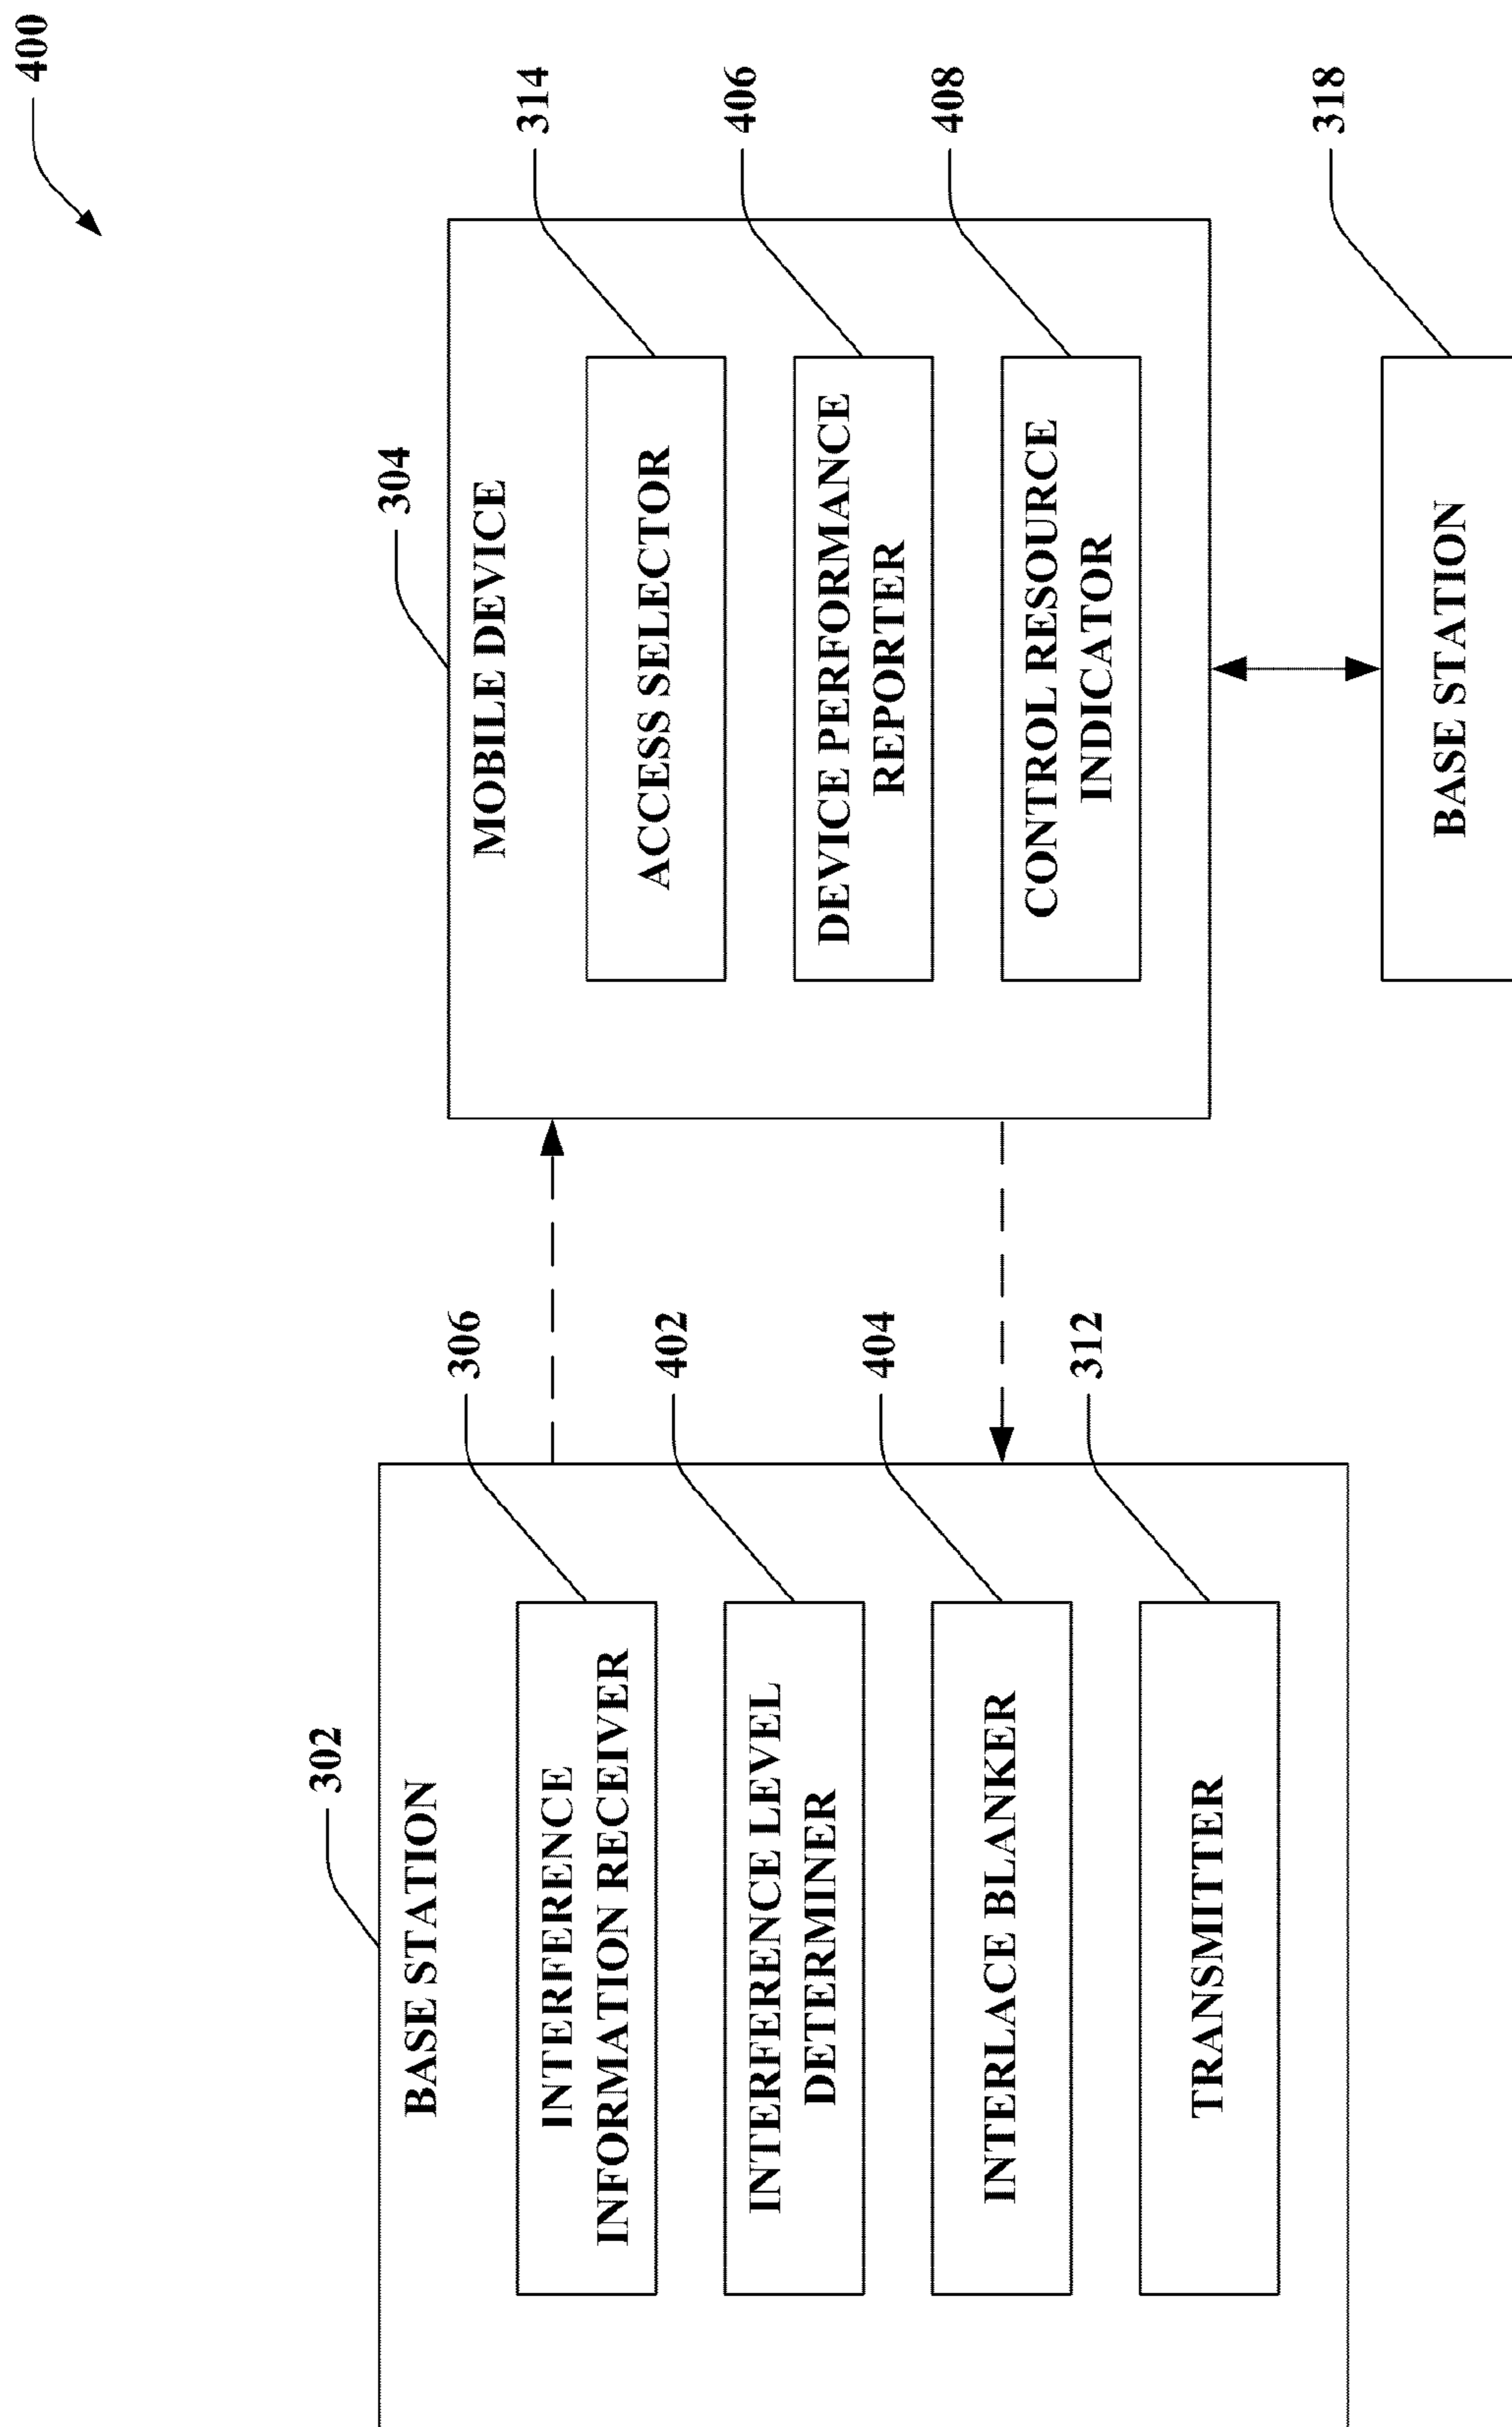 400
302
BASE STATION
306
INTERFERENCE
INFORMATION RECEIVER
402
INTERFERENCE LEVEL
DETERMINER
404
INTERLACE BLANKER
312
TRANSMITTER
304
MOBILE DEVICE
314
ACCESS SELECTOR
406
DEVICE PERFORMANCE
REPORTER
408
CONTROL RESOURCE
INDICATOR
318
BASE STATION